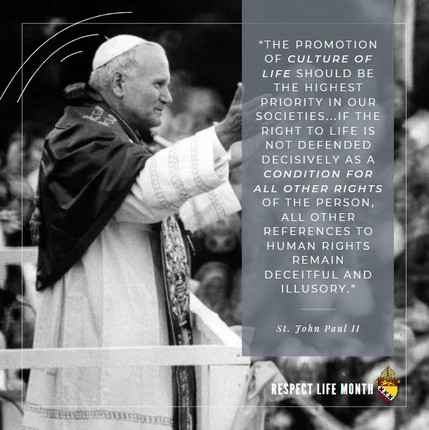 "THE PROMOTION
OF CULTURE OF
LIFE SHOULD BE
THE HIGHEST
PRIORITY IN OUR
SOCIETIES...IF THE
RIGHT TO LIFE IS
NOT DEFENDED
DECISIVELY AS A
CONDITION FOR
ALL OTHER RIGHTS
OF THE PERSON,
ALL OTHER
REFERENCES TO
HUMAN RIGHTS
REMAIN
DECEITFUL AND
ILLUSORY."
St. John Paul II
RESPECT LIFE MONTH